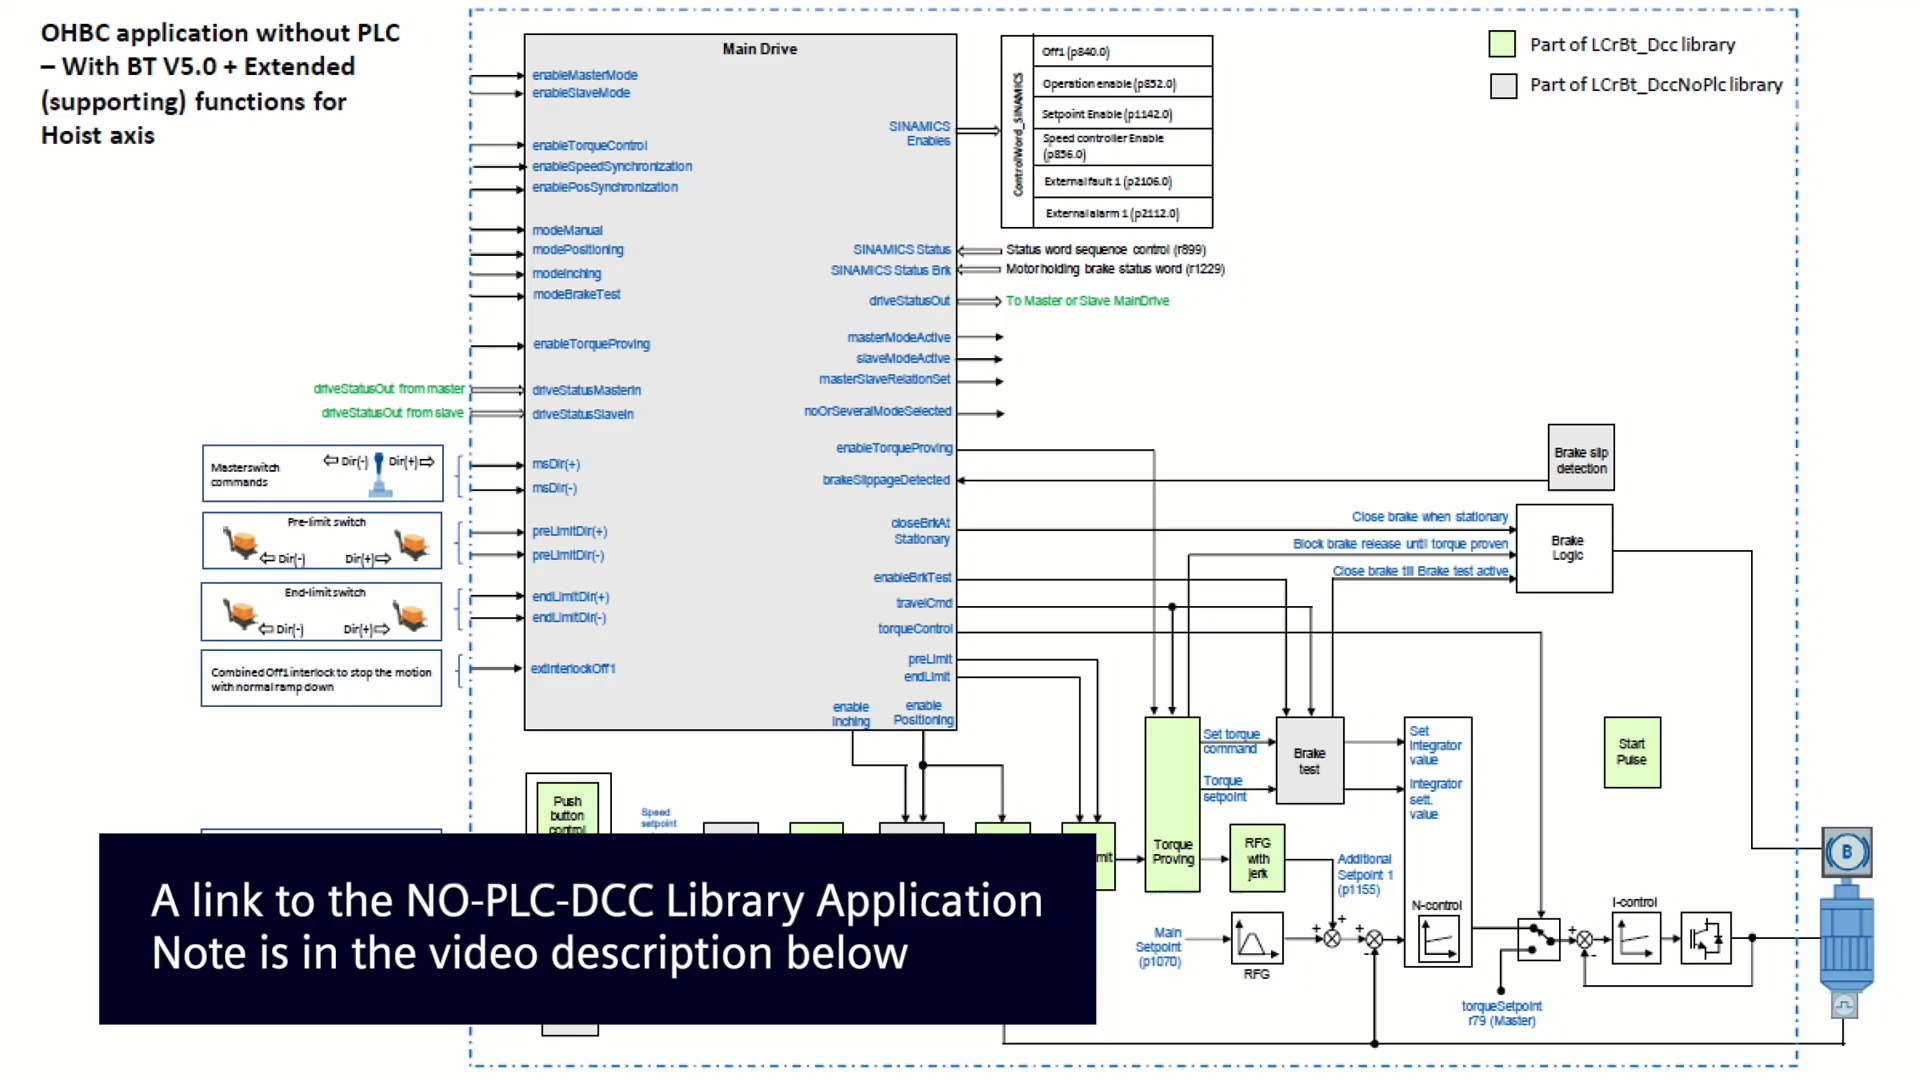 OHBC application without PLC
– With BT V5.0 + Extended
(supporting) functions for
Hoist axis
Part of LCrBt_Dcc library
Part of LCrBt_DccNoPlc library
Main Drive
enableMasterMode
enableSlaveMode
enableTorqueControl
enableSpeedSynchronization
enablePosSynchronization
modeManual
modePositioning
modeInching
modeBrakeTest
enableTorqueProving
driveStatusOut from master
driveStatusMasterIn
driveStatusOut from slave
driveStatusSlaveIn
Masterswitch
commands
Dir(-)
Dir(+)
msDir(+)
msDir(-)
Pre-limit switch
Dir(-)
Dir(+)
preLimitDir(+)
preLimitDir(-)
End-limit switch
Dir(-)
Dir(+)
endLimitDir(+)
endLimitDir(-)
Combined Off1 interlock to stop the motion
with normal ramp down
extInterlockOff1
SINAMICS
Enables
ControlWord_SINAMICS
Off1 (p840.0)
Operation enable (p852.0)
Setpoint Enable (p1142.0)
Speed controller Enable
(p856.0)
External fault 1 (p2106.0)
External alarm 1 (p2112.0)
SINAMICS Status
Status word sequence control (r899)
SINAMICS Status Brk
Motor holding brake status word (r1229)
driveStatusOut
To Master or Slave MainDrive
masterModeActive
slaveModeActive
masterSlaveRelationSet
noOrSeveralModeSelected
enableTorqueProving
brakeSlippageDetected
closeBrkAt
Stationary
enableBrkTest
travelCmd
torqueControl
preLimit
endLimit
enable
Inching
enable
Positioning
Brake slip
detection
Close brake when stationary
Block brake release until torque proven
Close brake till Brake test active
Brake
Logic
Push
button
control
Speed
setpoint
mit
Torque
Proving
Set torque
command
Torque
setpoint
Brake
test
Set
Integrator
value
Integrator
sett.
value
Start
Pulse
RFG
with
jerk
Additional
Setpoint 1
(p1155)
Main
Setpoint
(p1070)
RFG
+
+
+
-
N-control
torqueSetpoint
r79 (Master)
+
-
I-control
B
A link to the NO-PLC-DCC Library Application
Note is in the video description below